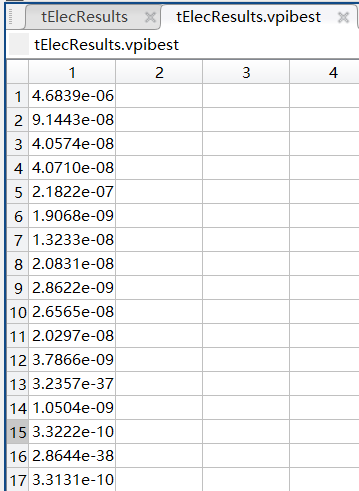 tElecResults tElecResults.vpibest
tElecResults.vpibest
1 2 3 4
1 4.6839e-06
2 9.1443e-08
3 4.0574e-08
4 4.0710e-08
5 2.1822e-07
6 1.9068e-09
7 1.3233e-08
8 2.0831e-08
9 2.8622e-09
10 2.6565e-08
11 2.0297e-08
12 3.7866e-09
13 3.2357e-37
14 1.0504e-09
15 3.3222e-10
16 2.8644e-38
17 3.3131e-10